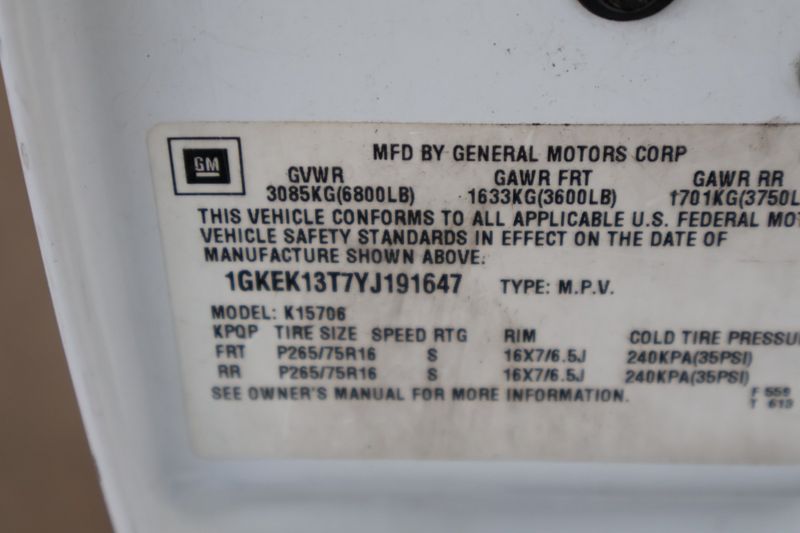 GM
MFD BY GENERAL MOTORS CORP
GVWR GAWR FRT GAWR RR
3085KG(6800LB) 1633KG(3600LB) 1701KG(3750L
THIS VEHICLE CONFORMS TO ALL APPLICABLE U.S. FEDERAL MOT
VEHICLE SAFETY STANDARDS IN EFFECT ON THE DATE OF
MANUFACTURE SHOWN ABOVE.
1GKEK13T7YJ191647 TYPE: M.P.V.
MODEL: K15706
KPQP TIRE SIZE SPEED RTG RIM COLD TIRE PRESSU
FRT P265/75R16 S 16X7/6.5J 240KPA(35PSI)
RR P265/75R16 S 16X7/6.5J 240KPA(35PSI)
SEE OWNER'S MANUAL FOR MORE INFORMATION.
F
T